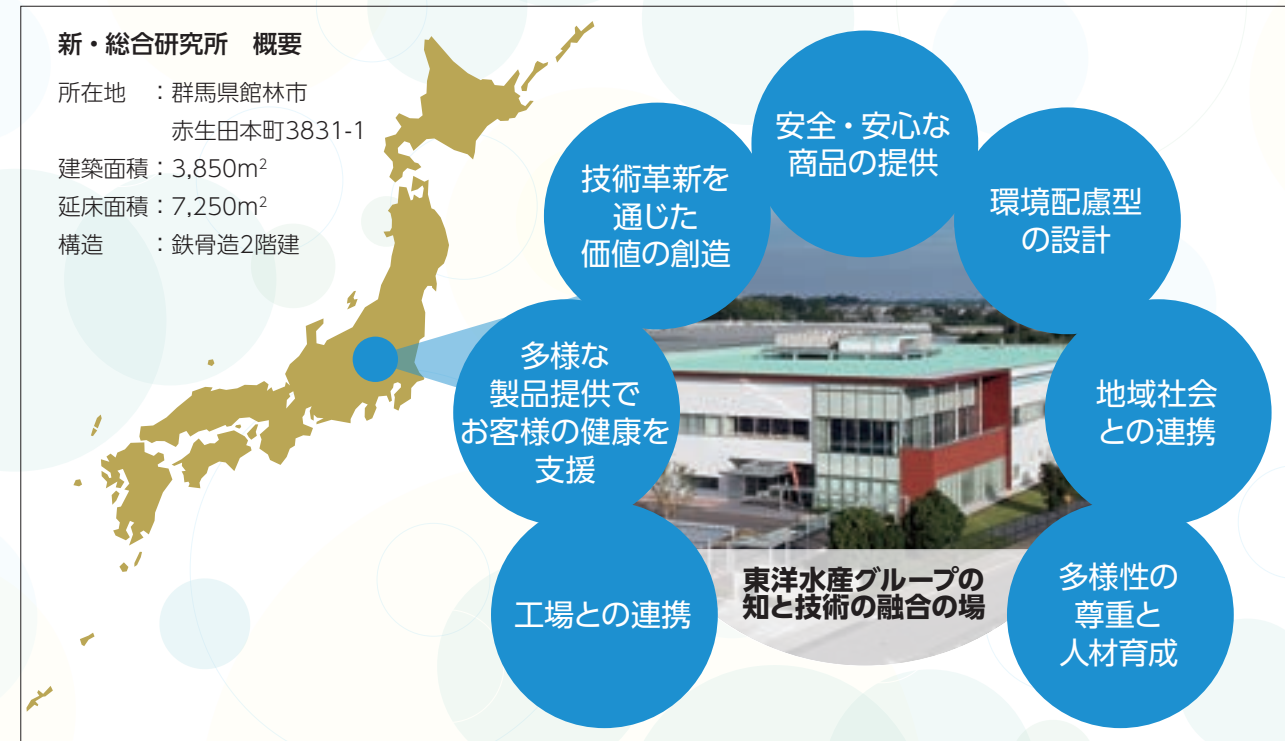 新・総合研究所　概要
所在地　：群馬県館林市
赤生田本町3831-1
建築面積：3,850m²
延床面積：7,250m²
構造　　：鉄骨造2階建
安全・安心な
商品の提供
技術革新を
通じた
価値の創造
環境配慮型
の設計
多様な
製品提供で
お客様の健康を
支援
地域社会
との連携
工場との連携
東洋水産グループの
知と技術の融合の場
多様性の
尊重と
人材育成